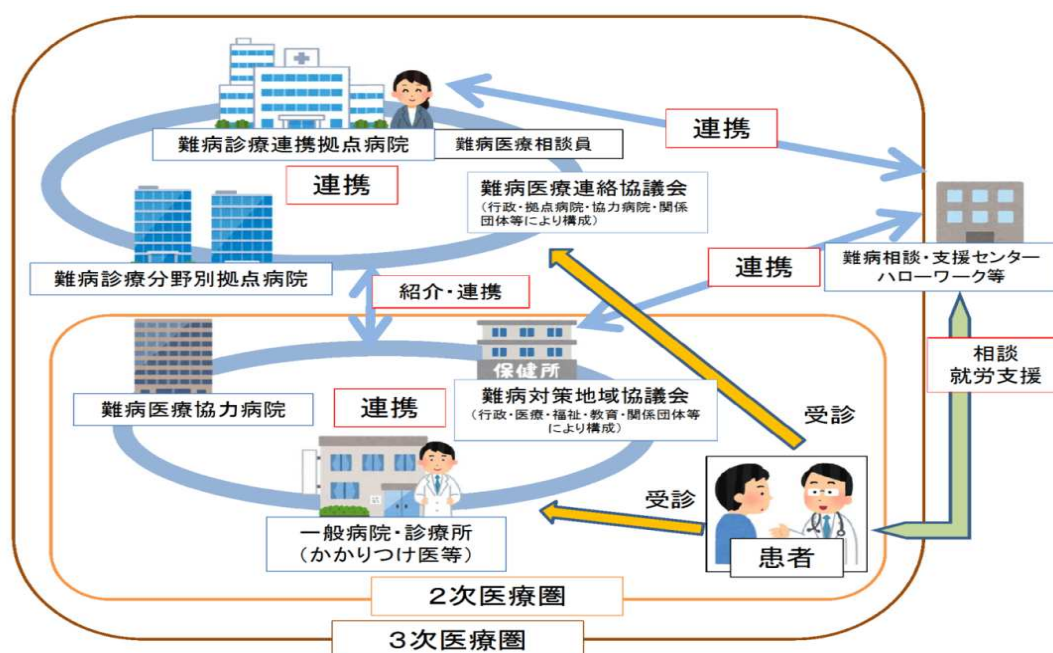 難病診療連携拠点病院
難病医療相談員
連携
連携
難病医療連絡協議会
(行政・拠点病院・協力病院・関係
団体等により構成)
難病診療分野別拠点病院
紹介・連携
連携
難病相談・支援センター
ハローワーク等
保健所
難病医療協力病院
連携
難病対策地域協議会
(行政・医療・福祉・教育・関係団体等
により構成)
相談
就労支援
受診
受診
一般病院・診療所
(かかりつけ医等)
患者
2次医療圏
3次医療圏